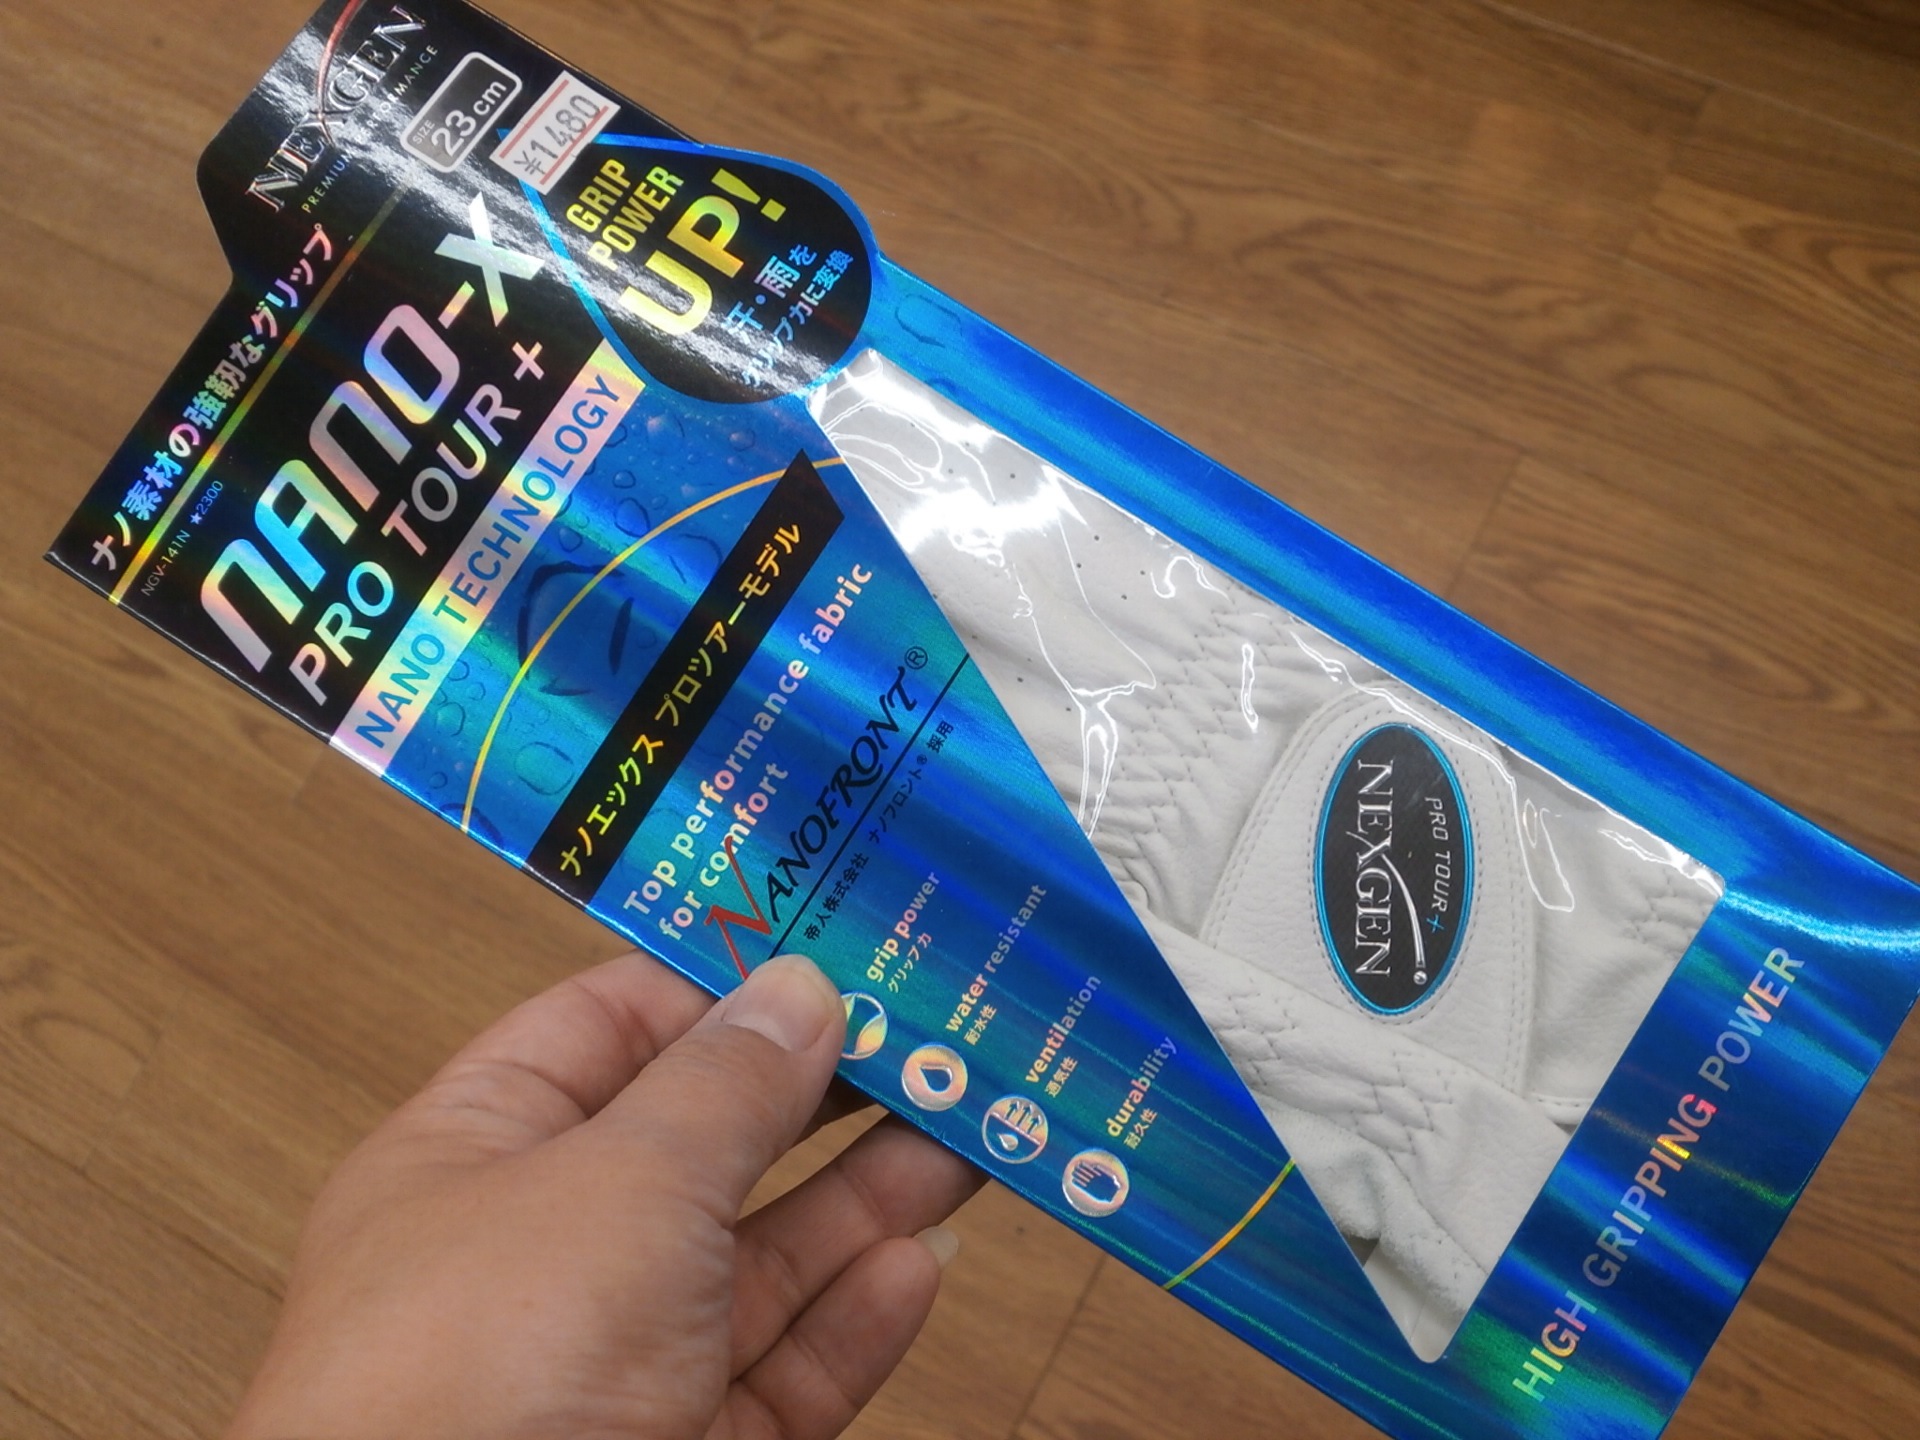 NEXGEN
PREMIUM PERFORMANCE
SIZE
23cm
¥1480
GRIP
POWER
UP!
汗・雨を
グリップ力に変換
ナノ素材の強靭なグリップ
NGV-141N ★2300
NANO-X
PRO TOUR +
NANO TECHNOLOGY
ナノエックス プロツアーモデル
Top performance fabric
for comfort
NANOFRONT®
帝人株式会社 ナノフロント® 採用
grip power
グリップ力
water resistant
耐水性
ventilation
通気性
durability
耐久性
PRO TOUR +
NEXGEN
HIGH GRIPPING POWER